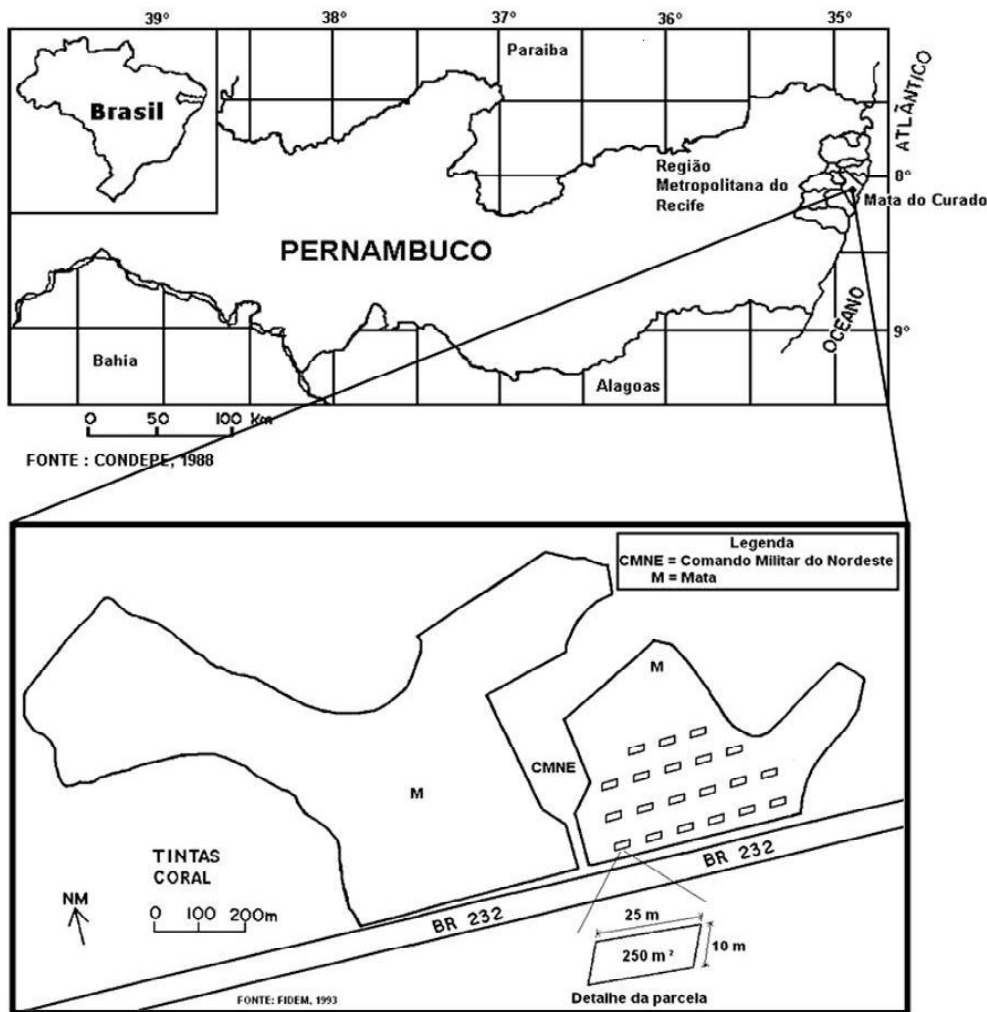 39°
38°
37°
36°
35°
Paraiba
Brasil
ATLÂNTICO
Região
Metropolitana do
Recife
8°
Mata do Curado
PERNAMBUCO
OCEANO
9°
Bahia
Alagoas
0 50 100 km
FONTE : CONDEPE, 1988
Legenda
CMNE = Comando Militar do Nordeste
M = Mata
M
CMNE
M
TINTAS
CORAL
BR 232
NM
0 100 200m
BR 232
25 m
250 m²
10 m
FONTE: FIDEM, 1993
Detalhe da parcela